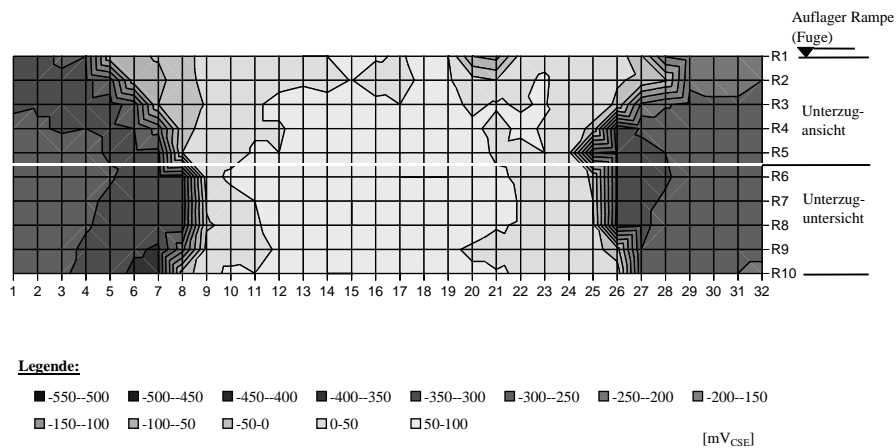 Auflager Rampe
(Fuge)
R1
R2
R3
R4
R5
R6
R7
R8
R9
R10
Unterzug-
ansicht
Unterzug-
untersicht
1 2 3 4 5 6 7 8 9 10 11 12 13 14 15 16 17 18 19 20 21 22 23 24 25 26 27 28 29 30 31 32
Legende:
-550--500 -500--450 -450--400 -400--350 -350--300 -300--250 -250--200 -200--150
-150--100 -100--50 -50-0 0-50 50-100
[mVCSE]